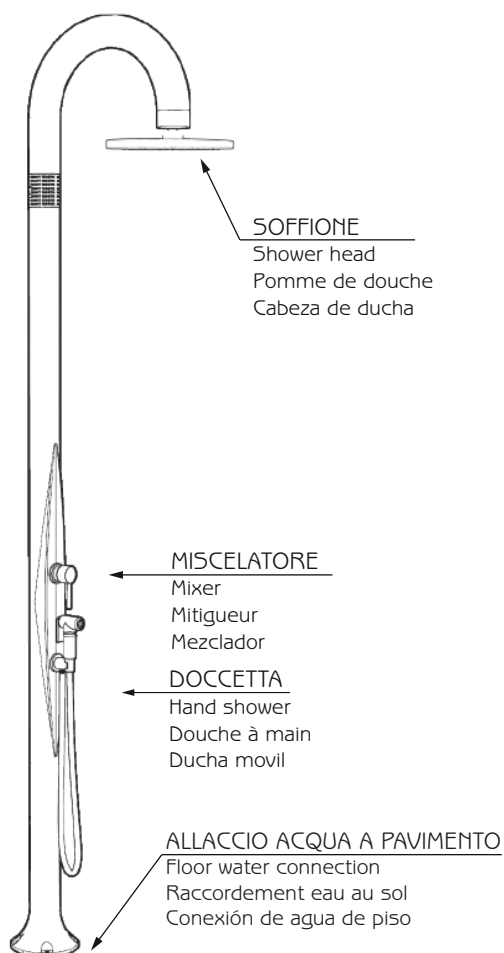 SOFFIONE
Shower head
Pomme de douche
Cabeza de ducha
MISCELATORE
Mixer
Mitigueur
Mezclador
DOCCETTA
Hand shower
Douche à main
Ducha movil
ALLACCIO ACQUA A PAVIMENTO
Floor water connection
Raccordement eau au sol
Conexión de agua de piso